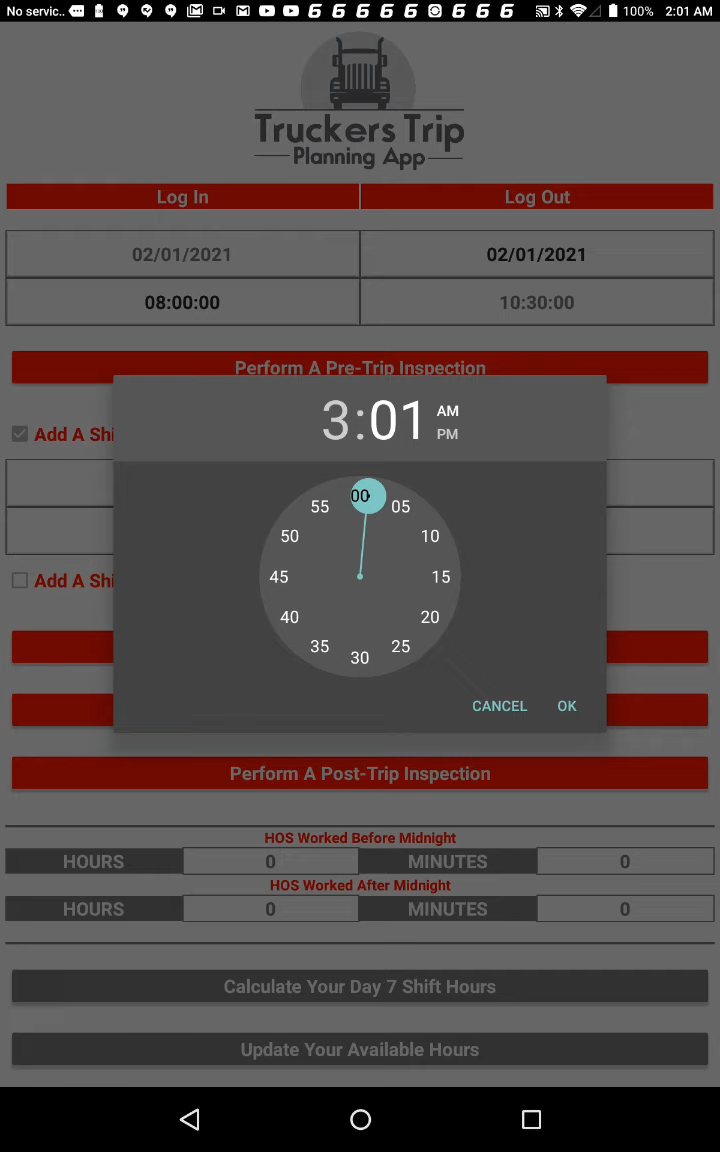 No servic.. 100% 2:01 AM
Truckers Trip
Planning App
Log In Log Out
02/01/2021 02/01/2021
08:00:00 10:30:00
Perform A Pre-Trip Inspection
3:01 AM
PM
Add A Shi
00
55 05
50 10
45 15
40 20
35 25
30
Add A Shi
CANCEL OK
Perform A Post-Trip Inspection
HOS Worked Before Midnight
HOURS 0 MINUTES 0
HOS Worked After Midnight
HOURS 0 MINUTES 0
Calculate Your Day 7 Shift Hours
Update Your Available Hours